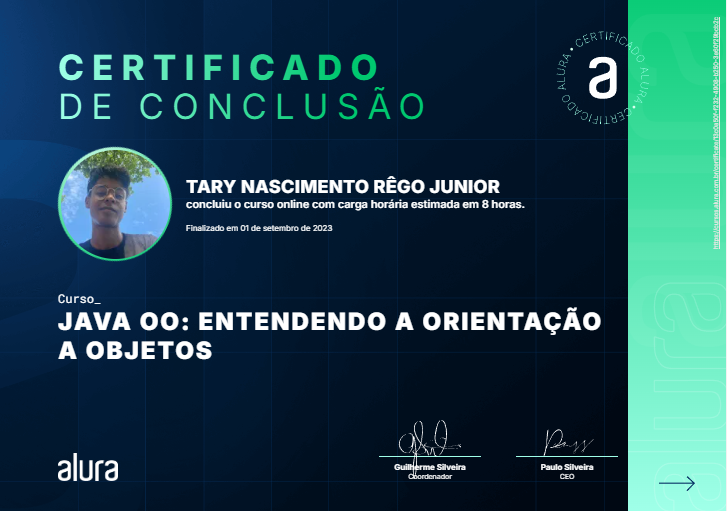 CERTIFICADO
DE CONCLUSÃO
ALURA • CERTIFICADO ALURA • CERTIFICADO
a
TARY NASCIMENTO RÊGO JUNIOR
concluiu o curso online com carga horária estimada em 8 horas.
Finalizado em 01 de setembro de 2023
Curso_
JAVA OO: ENTENDENDO A ORIENTAÇÃO
A OBJETOS
Guilherme Silveira
Coordenador
Paulo Silveira
CEO
alura
alura